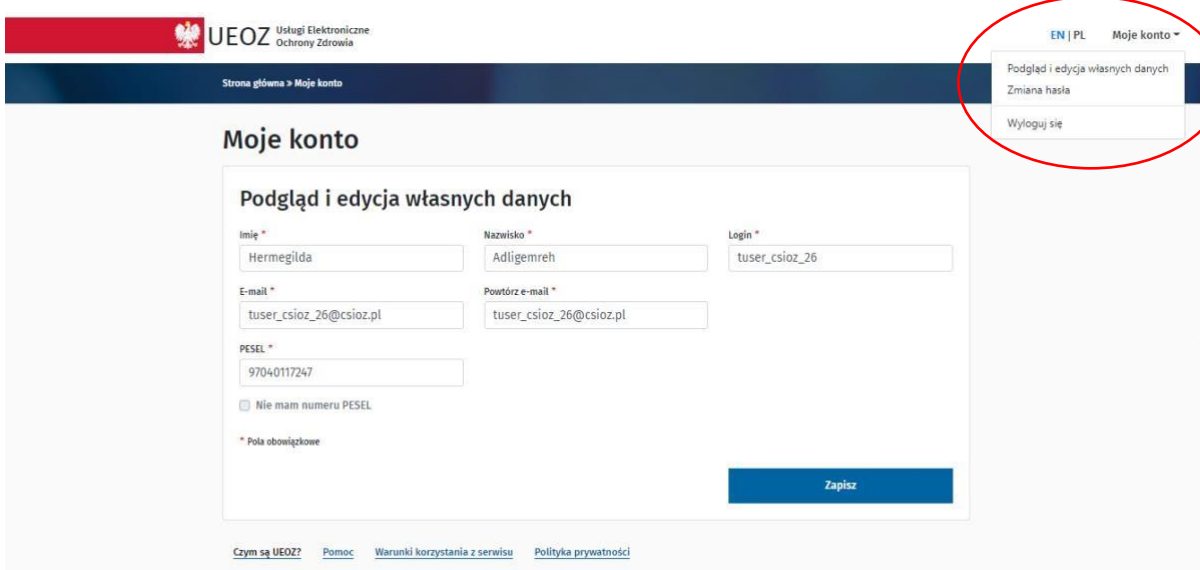 UEOZ Usługi Elektroniczne
Ochrony Zdrowia
EN | PL Moje konto
Podgląd i edycja własnych danych
Zmiana hasła
Wyloguj się
Strona główna » Moje konto
Moje konto
Podgląd i edycja własnych danych
Imię * Nazwisko * Login *
Hermegilda Adligemreh tuser_csioz_26
E-mail * Powtórz e-mail *
tuser_csioz_26@csioz.pl tuser_csioz_26@csioz.pl
PESEL *
97040117247
Nie mam numeru PESEL
* Pola obowiązkowe
Zapisz
Czym są UEOZ? Pomoc Warunki korzystania z serwisu Polityka prywatności